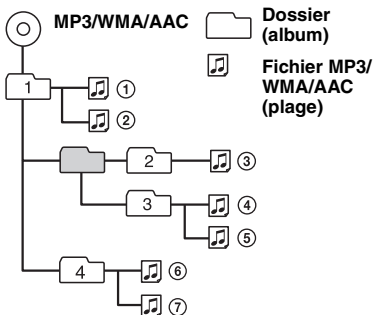 MP3/WMA/AAC
Dossier
(album)
Fichier MP3/
WMA/AAC
(plage)
1
①
②
2
③
3
④
⑤
4
⑥
⑦